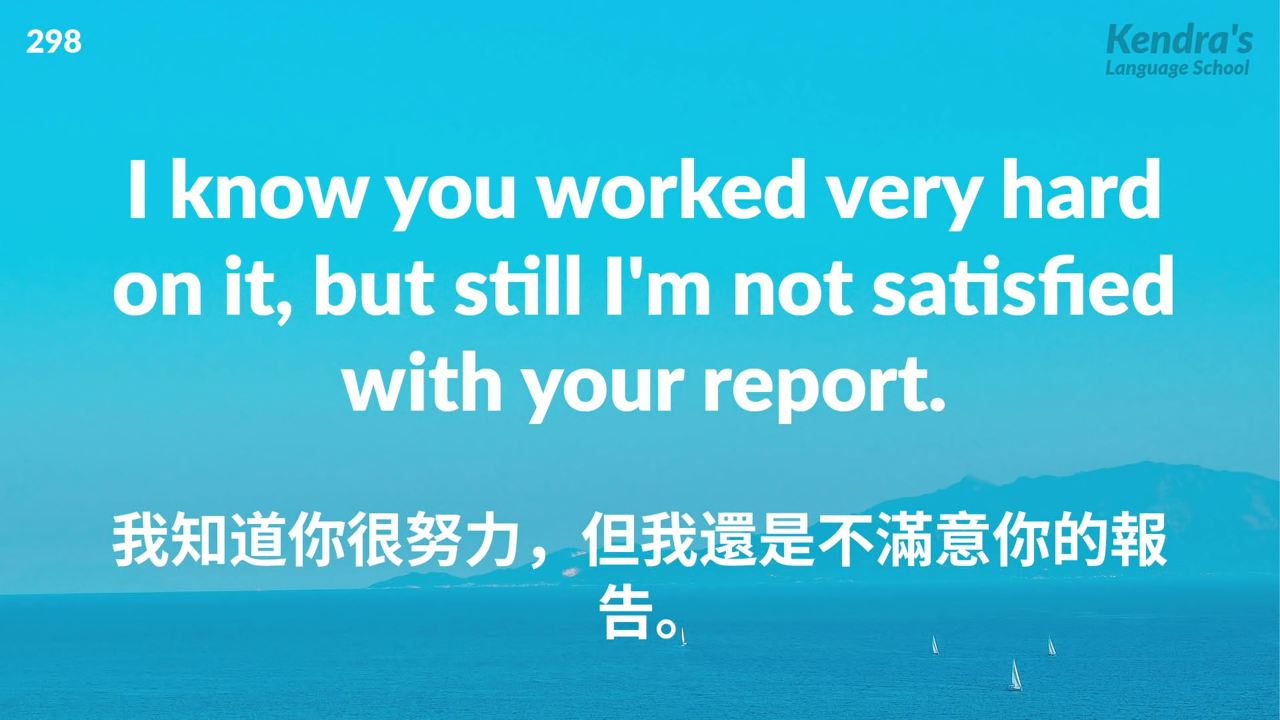 298
Kendra's
Language School
I know you worked very hard
on it, but still I'm not satisfied
with your report.
我知道你很努力，但我還是不滿意你的報
告。